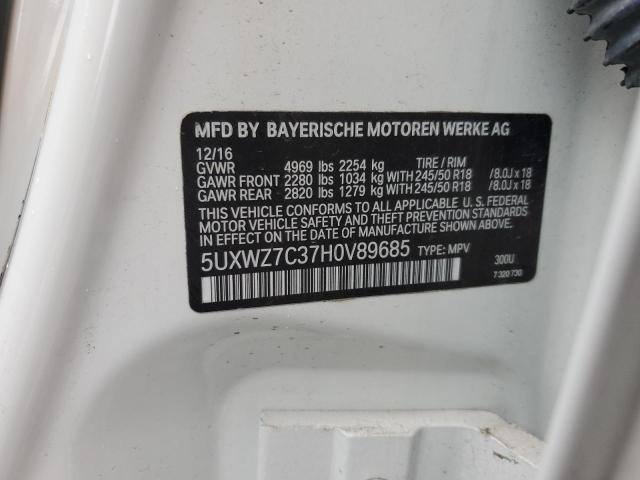 MFD BY BAYERISCHE MOTOREN WERKE AG
12/16
GVWR 4969 lbs 2254 kg TIRE / RIM
GAWR FRONT 2280 lbs 1034 kg WITH 245/50 R18 / 8.0J x 18
GAWR REAR 2820 lbs 1279 kg WITH 245/50 R18 / 8.0J x 18
THIS VEHICLE CONFORMS TO ALL APPLICABLE U. S. FEDERAL
MOTOR VEHICLE SAFETY AND THEFT PREVENTION STANDARDS
IN EFFECT ON THE DATE OF MANUFACTURE SHOWN ABOVE.
5UXWZ7C37H0V89685 TYPE: MPV
300U
7 320 730